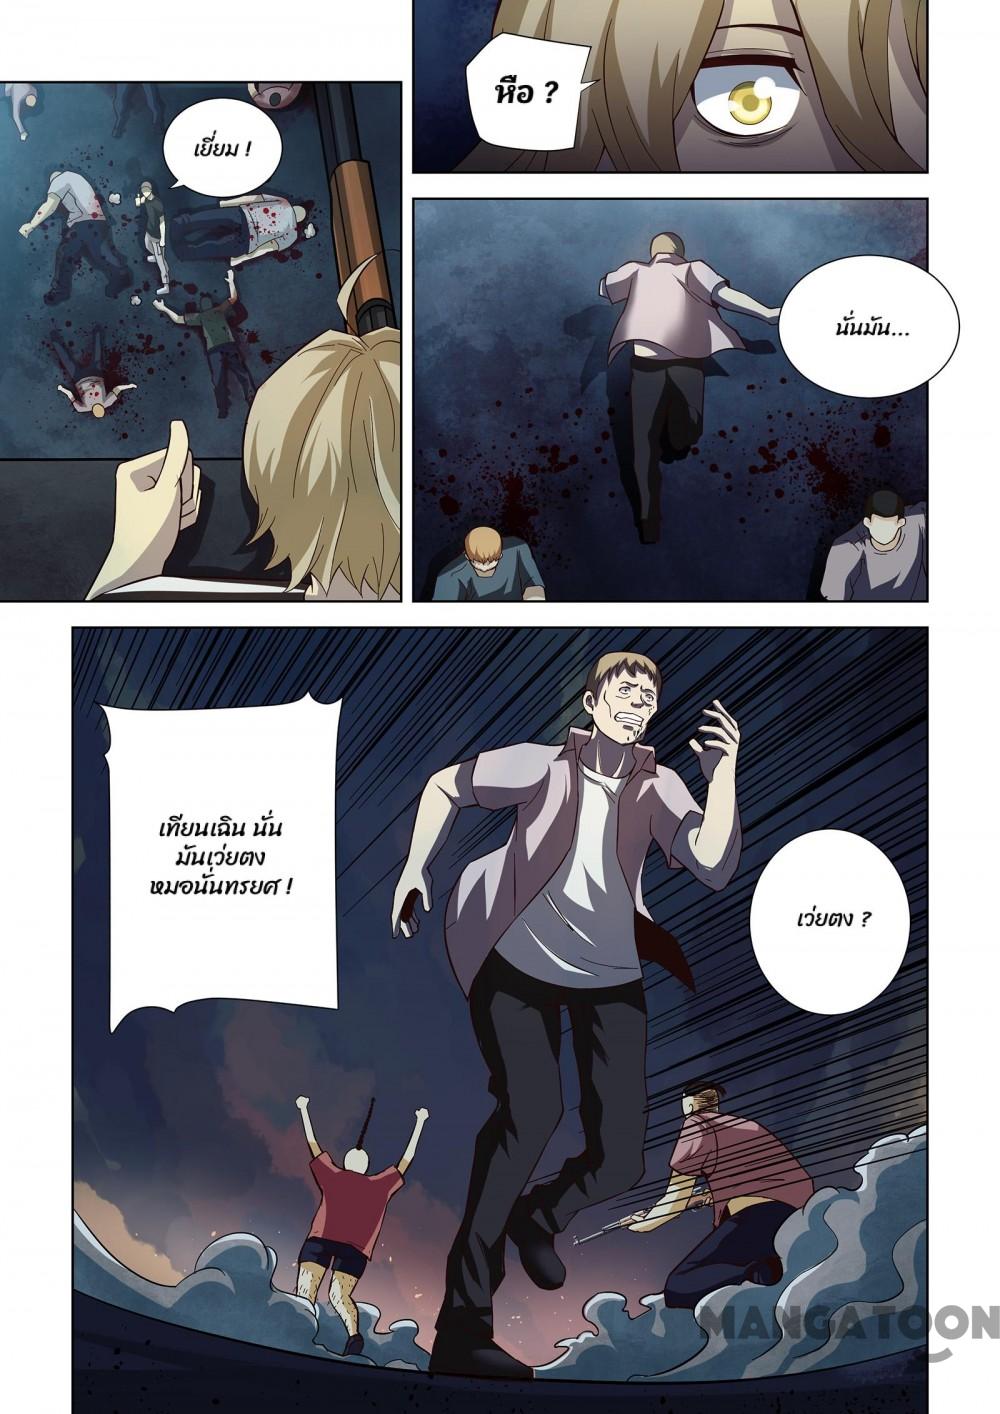 เยี่ยม !
หือ ?
นั่นมัน...
เทียนเฉิน นั่น
มันเว่ยตง
หมอนั่นทรยศ !
เว่ยตง ?
MANGATOON